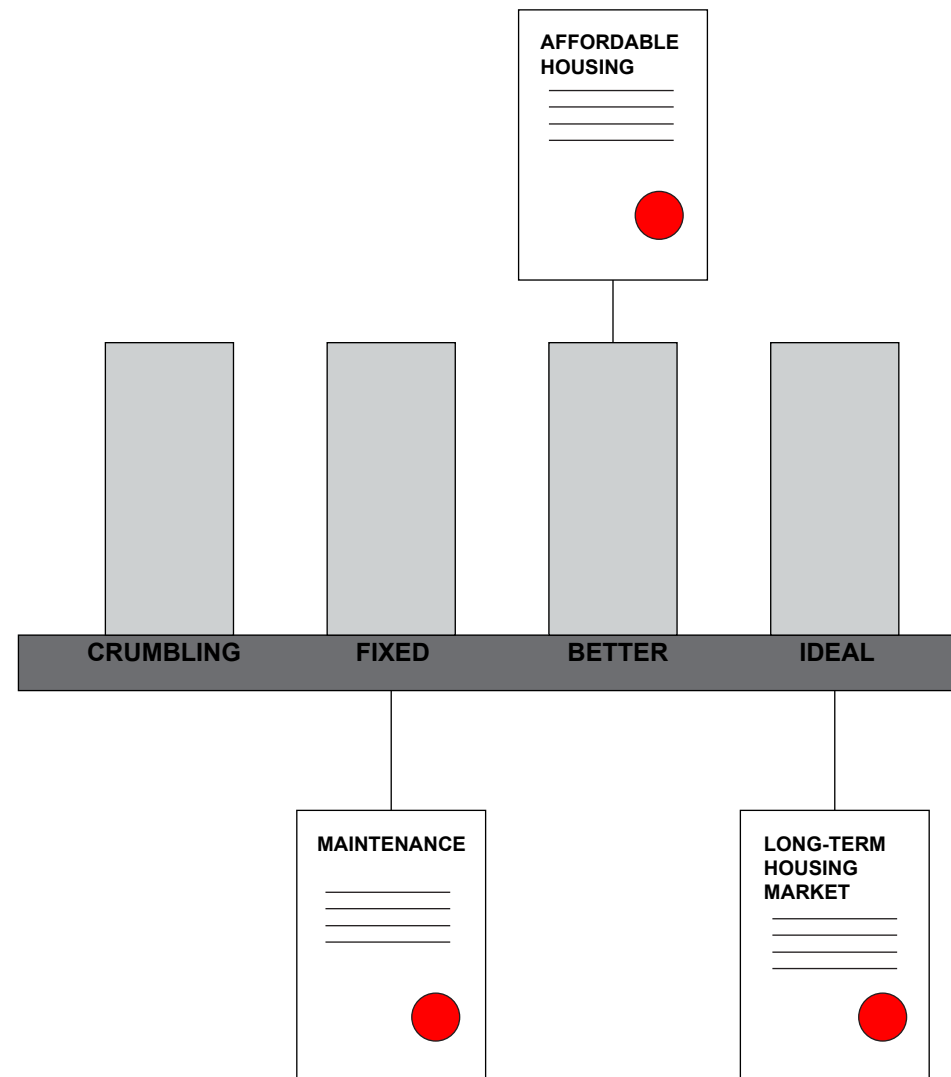 AFFORDABLE
HOUSING
CRUMBLING FIXED BETTER IDEAL
MAINTENANCE
LONG-TERM
HOUSING
MARKET